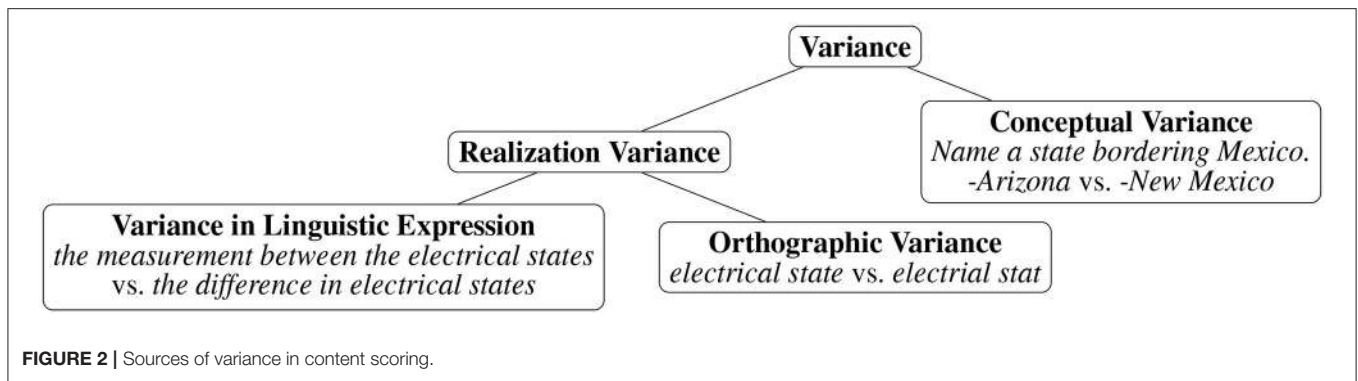 Variance
Realization Variance
Conceptual Variance
Name a state bordering Mexico.
-Arizona vs. -New Mexico
Variance in Linguistic Expression
the measurement between the electrical states
vs. the difference in electrical states
Orthographic Variance
electrical state vs. electrial stat
FIGURE 2 | Sources of variance in content scoring.